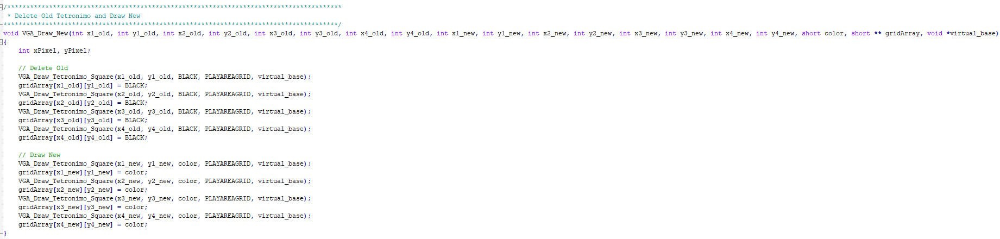 /****************************************************************************************
 * Delete Old Tetronimo and Draw New
****************************************************************************************/
void VGA_Draw_New(int x1_old, int y1_old, int x2_old, int y2_old, int x3_old, int y3_old, int x4_old, int y4_old, int x1_new, int y1_new, int x2_new, int y2_new, int x3_new, int y3_new, int x4_new, int y4_new, short color, short ** gridArray, void *virtual_base)
{
    int xPixel, yPixel;

    // Delete Old
    VGA_Draw_Tetronimo_Square(x1_old, y1_old, BLACK, PLAYAREAGRID, virtual_base);
    gridArray[x1_old][y1_old] = BLACK;
    VGA_Draw_Tetronimo_Square(x2_old, y2_old, BLACK, PLAYAREAGRID, virtual_base);
    gridArray[x2_old][y2_old] = BLACK;
    VGA_Draw_Tetronimo_Square(x3_old, y3_old, BLACK, PLAYAREAGRID, virtual_base);
    gridArray[x3_old][y3_old] = BLACK;
    VGA_Draw_Tetronimo_Square(x4_old, y4_old, BLACK, PLAYAREAGRID, virtual_base);
    gridArray[x4_old][y4_old] = BLACK;

    // Draw New
    VGA_Draw_Tetronimo_Square(x1_new, y1_new, color, PLAYAREAGRID, virtual_base);
    gridArray[x1_new][y1_new] = color;
    VGA_Draw_Tetronimo_Square(x2_new, y2_new, color, PLAYAREAGRID, virtual_base);
    gridArray[x2_new][y2_new] = color;
    VGA_Draw_Tetronimo_Square(x3_new, y3_new, color, PLAYAREAGRID, virtual_base);
    gridArray[x3_new][y3_new] = color;
    VGA_Draw_Tetronimo_Square(x4_new, y4_new, color, PLAYAREAGRID, virtual_base);
    gridArray[x4_new][y4_new] = color;
}